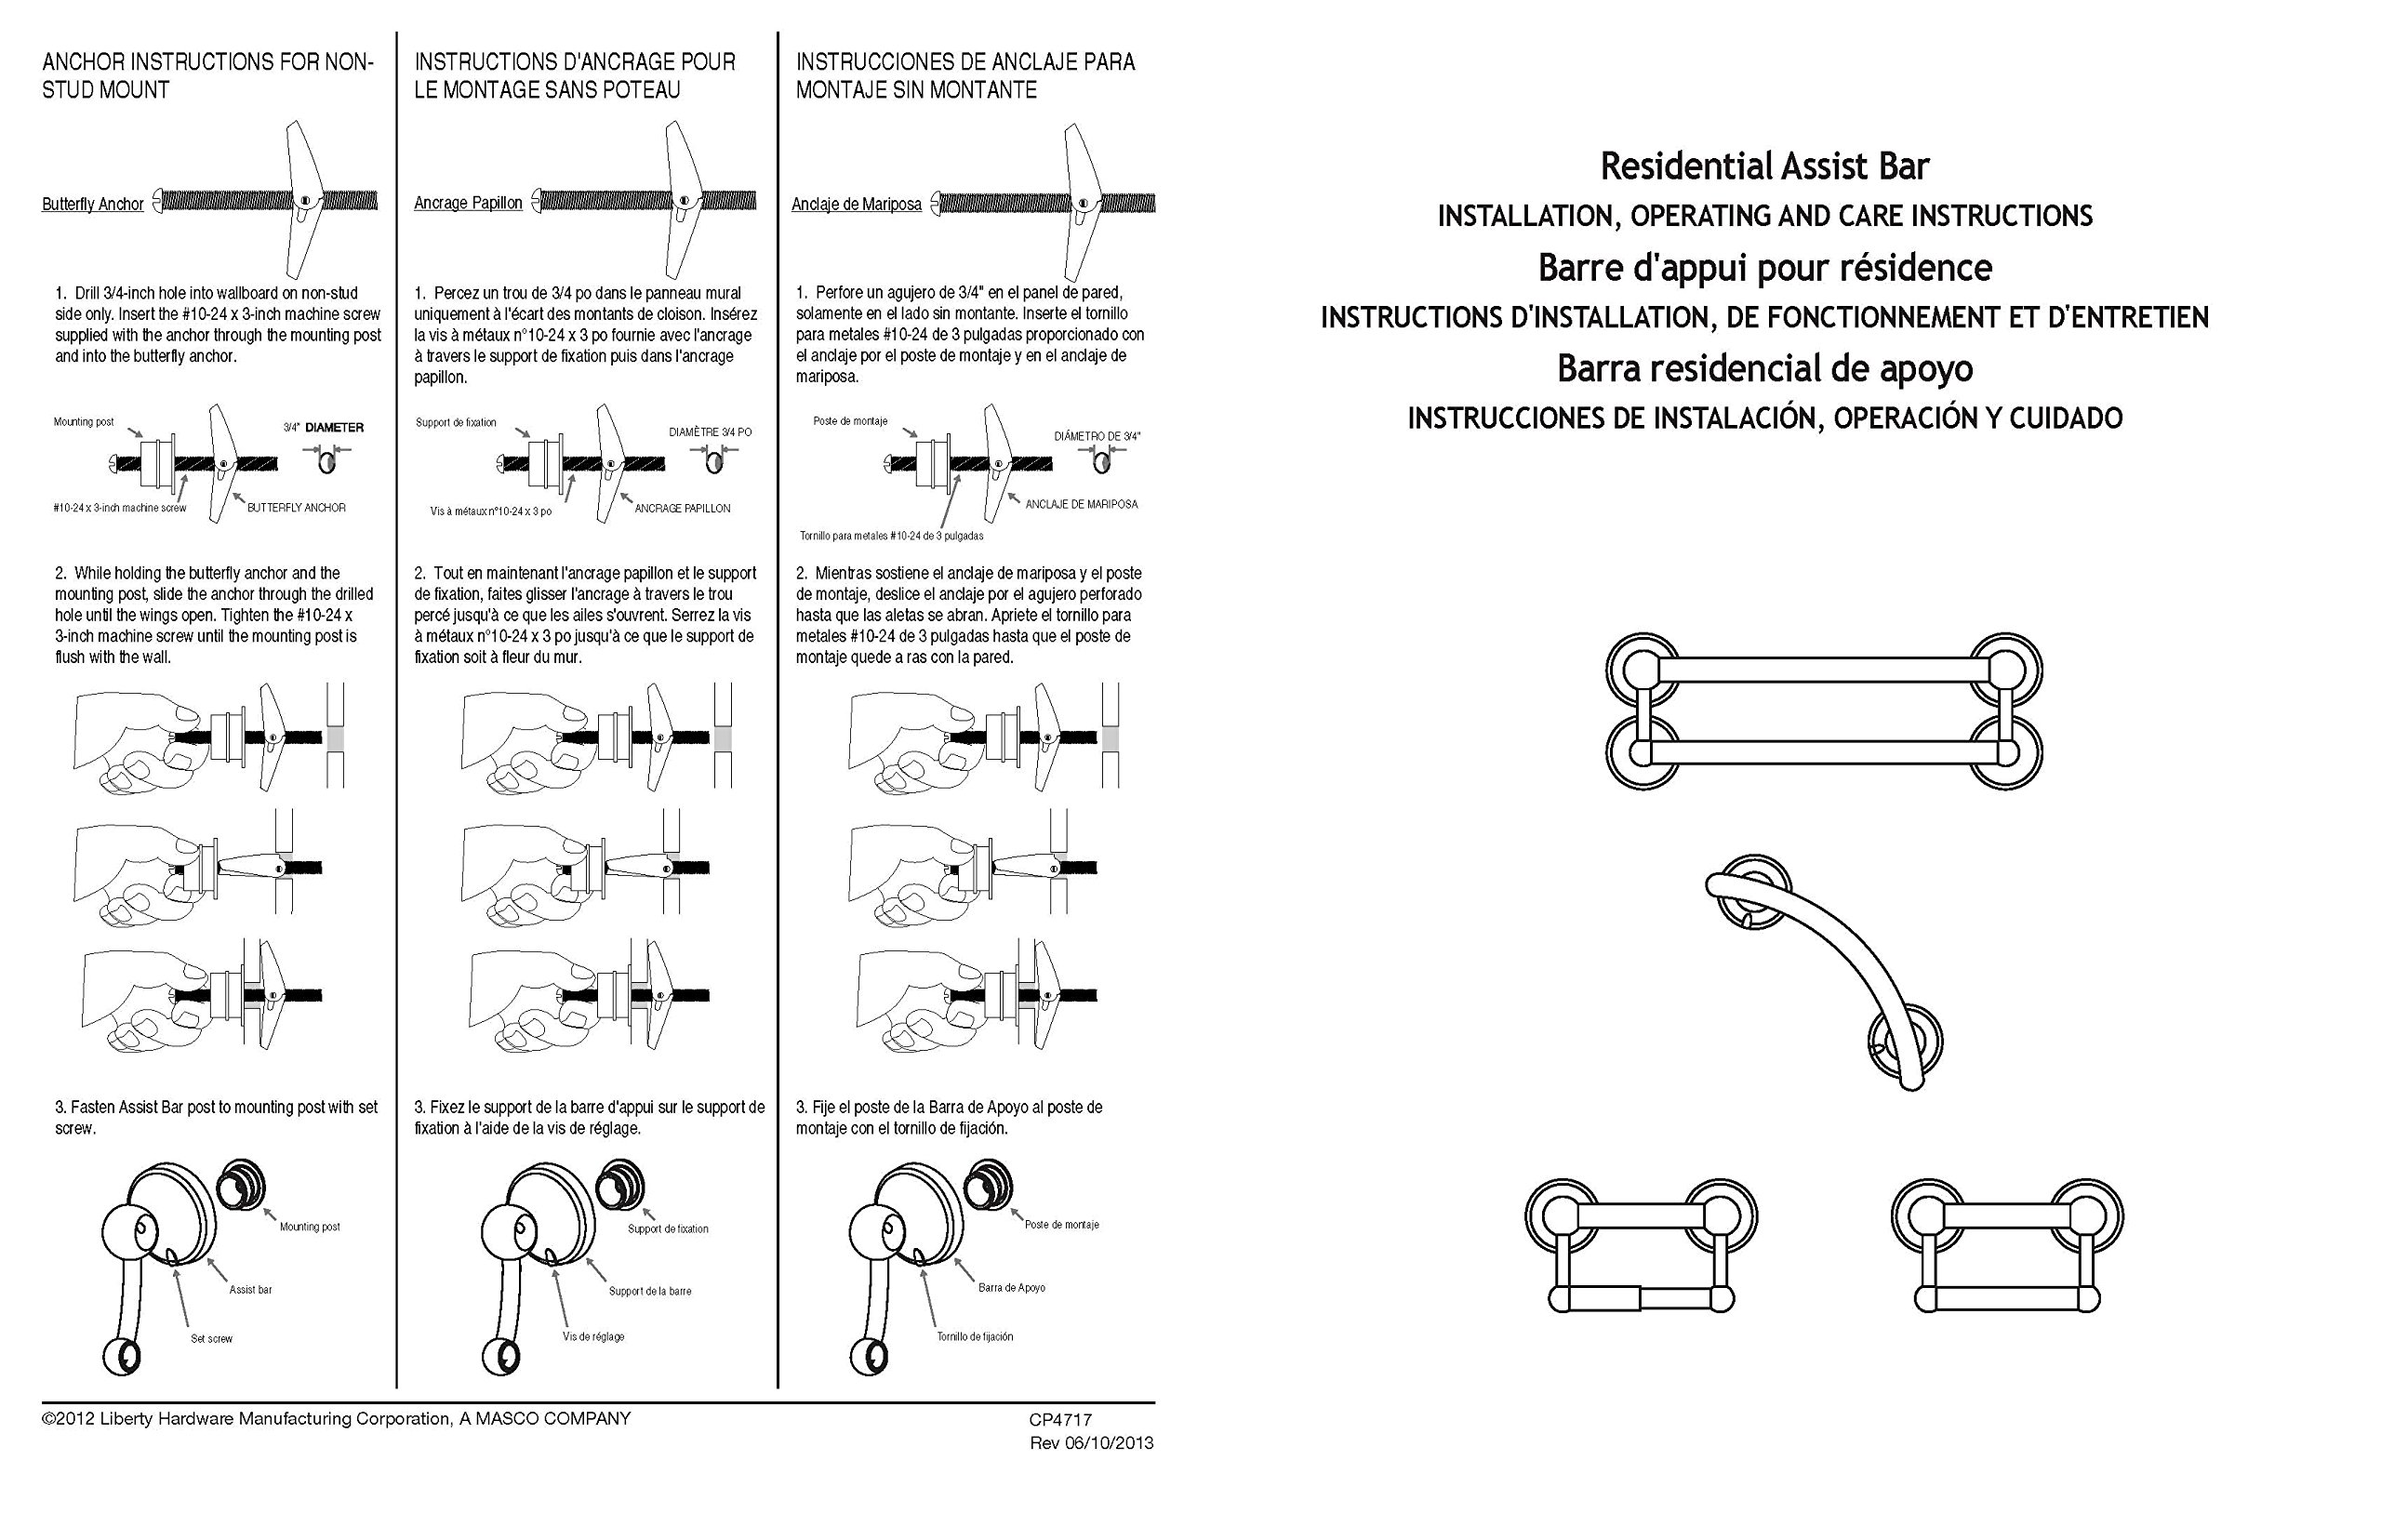 ANCHOR INSTRUCTIONS FOR NON-
STUD MOUNT
Butterfly Anchor
1. Drill 3/4-inch hole into wallboard on non-stud
side only. Insert the #10-24 x 3-inch machine screw
supplied with the anchor through the mounting post
and into the butterfly anchor.
Mounting post
3/4" DIAMETER
#10-24 x 3-inch machine screw
BUTTERFLY ANCHOR
2. While holding the butterfly anchor and the
mounting post, slide the anchor through the drilled
hole until the wings open. Tighten the #10-24 x
3-inch machine screw until the mounting post is
flush with the wall.
3. Fasten Assist Bar post to mounting post with set
screw.
Mounting post
Assist bar
Set screw
INSTRUCTIONS D'ANCRAGE POUR
LE MONTAGE SANS POTEAU
Ancrage Papillon
1. Percez un trou de 3/4 po dans le panneau mural
uniquement à l'écart des montants de cloison. Insérez
la vis à métaux n°10-24 x 3 po fournie avec l'ancrage
à travers le support de fixation puis dans l'ancrage
papillon.
Support de fixation
DIAMÈTRE 3/4 PO
Vis à métaux n°10-24 x 3 po
ANCRAGE PAPILLON
2. Tout en maintenant l'ancrage papillon et le support
de fixation, faites glisser l'ancrage à travers le trou
percé jusqu'à ce que les ailes s'ouvrent. Serrez la vis
à métaux n°10-24 x 3 po jusqu'à ce que le support de
fixation soit à fleur du mur.
3. Fixez le support de la barre d'appui sur le support de
fixation à l'aide de la vis de réglage.
Support de fixation
Support de la barre
Vis de réglage
INSTRUCCIONES DE ANCLAJE PARA
MONTAJE SIN MONTANTE
Anclaje de Mariposa
1. Perfore un agujero de 3/4" en el panel de pared,
solamente en el lado sin montante. Inserte el tornillo
para metales #10-24 de 3 pulgadas proporcionado con
el anclaje por el poste de montaje y en el anclaje de
mariposa.
Poste de montaje
DIÁMETRO DE 3/4"
ANCLAJE DE MARIPOSA
Tornillo para metales #10-24 de 3 pulgadas
2. Mientras sostiene el anclaje de mariposa y el poste
de montaje, deslice el anclaje por el agujero perforado
hasta que las aletas se abran. Apriete el tornillo para
metales #10-24 de 3 pulgadas hasta que el poste de
montaje quede a ras con la pared.
3. Fije el poste de la Barra de Apoyo al poste de
montaje con el tornillo de fijación.
Poste de montaje
Barra de Apoyo
Tornillo de fijación
©2012 Liberty Hardware Manufacturing Corporation, A MASCO COMPANY
CP4717
Rev 06/10/2013
Residential Assist Bar
INSTALLATION, OPERATING AND CARE INSTRUCTIONS
Barre d'appui pour résidence
INSTRUCTIONS D'INSTALLATION, DE FONCTIONNEMENT ET D'ENTRETIEN
Barra residencial de apoyo
INSTRUCCIONES DE INSTALACIÓN, OPERACIÓN Y CUIDADO